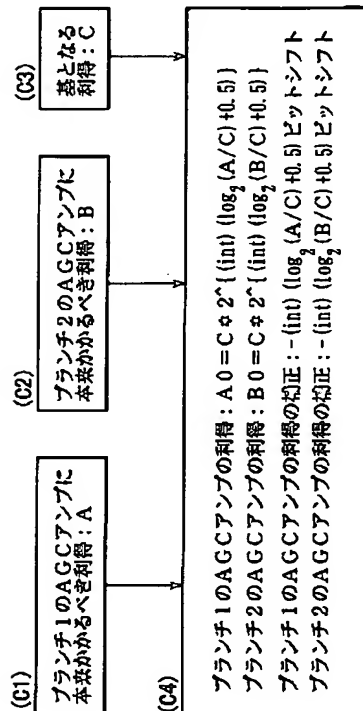 (C1)
ブランチ1のAGCアンプに
本来かかるべき利得：A
(C2)
ブランチ2のAGCアンプに
本来かかるべき利得：B
(C3)
基となる
利得：C
(C4)
ブランチ1のAGCアンプの利得：A0=C*2^{(int)(log₂(A/C)+0.5)}
ブランチ2のAGCアンプの利得：B0=C*2^{(int)(log₂(B/C)+0.5)}
ブランチ1のAGCアンプの利得の補正：-(int)(log₂(A/C)+0.5)ビットシフト
ブランチ2のAGCアンプの利得の補正：-(int)(log₂(B/C)+0.5)ビットシフト